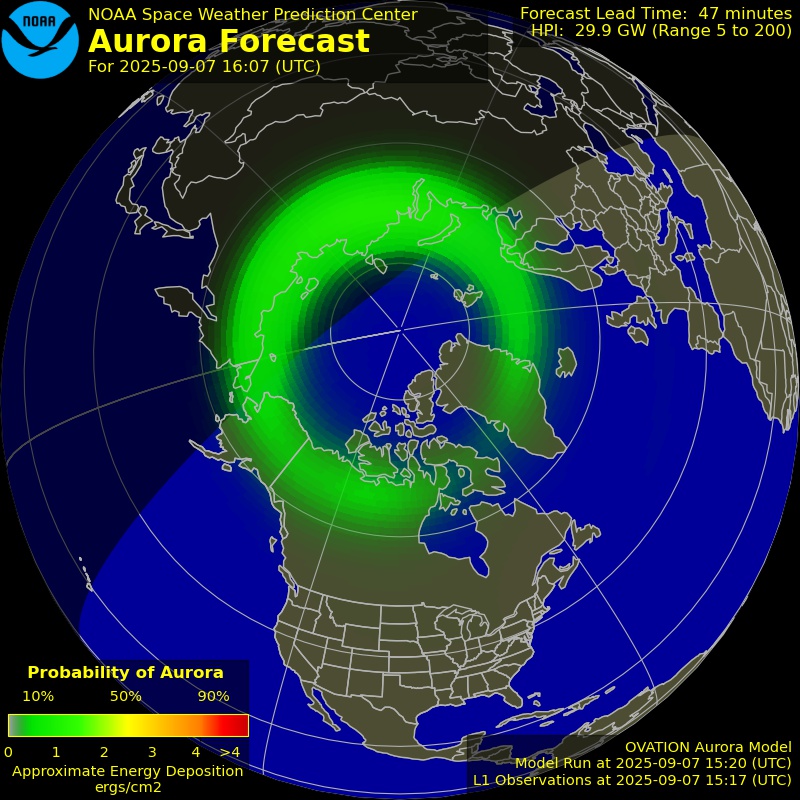 NOAA
NOAA Space Weather Prediction Center
Aurora Forecast
For 2025-09-07 16:07 (UTC)
Forecast Lead Time: 47 minutes
HPI: 29.9 GW (Range 5 to 200)
Probability of Aurora
10% 50% 90%
0 1 2 3 4 >4
Approximate Energy Deposition
ergs/cm2
OVATION Aurora Model
Model Run at 2025-09-07 15:20 (UTC)
L1 Observations at 2025-09-07 15:17 (UTC)